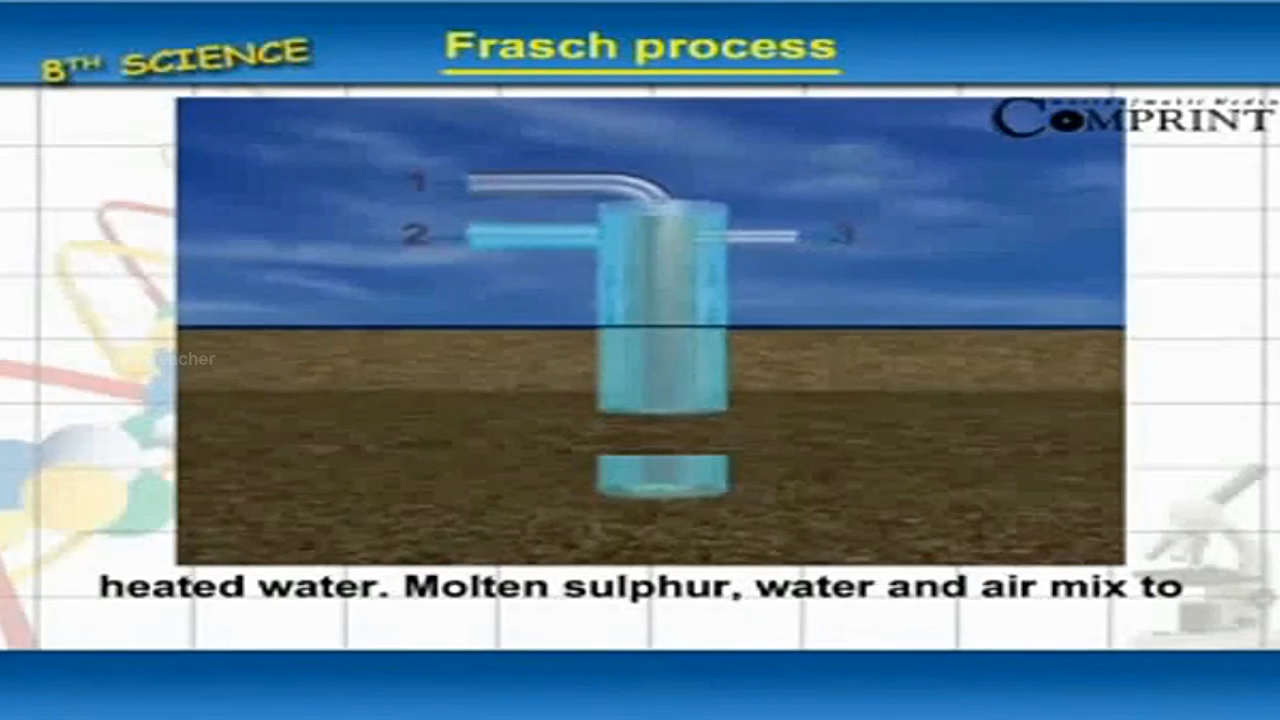 8TH SCIENCE
Frasch process
COMPRINT
1
2
3
heated water. Molten sulphur, water and air mix to